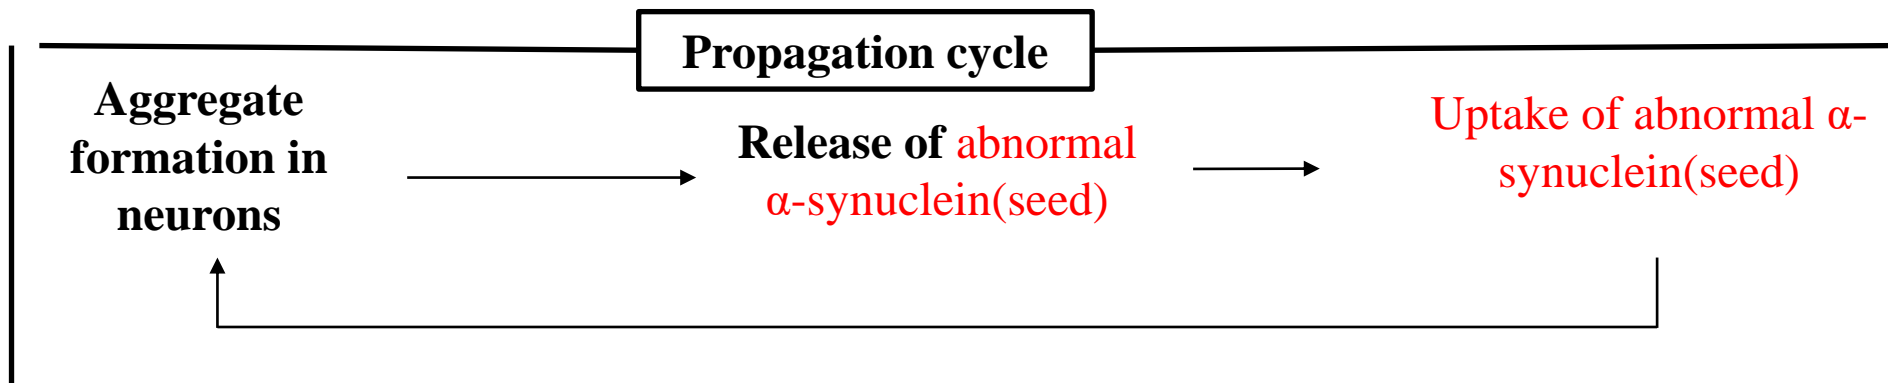 Propagation cycle
Aggregate
formation in
neurons
Release of abnormal
α-synuclein(seed)
Uptake of abnormal α-
synuclein(seed)